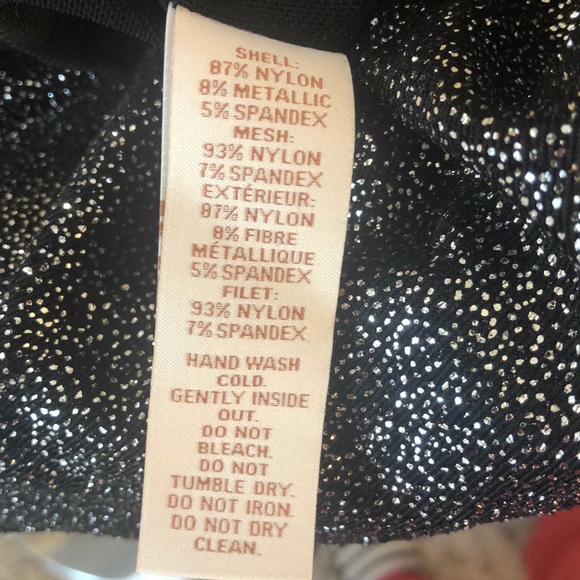 SHELL:
87% NYLON
8% METALLIC
5% SPANDEX
MESH:
93% NYLON
7% SPANDEX
EXTÉRIEUR:
87% NYLON
8% FIBRE
MÉTALLIQUE
5% SPANDEX
FILET:
93% NYLON
7% SPANDEX
HAND WASH
COLD.
GENTLY INSIDE
OUT.
DO NOT
BLEACH.
DO NOT
TUMBLE DRY.
DO NOT IRON.
DO NOT DRY
CLEAN.